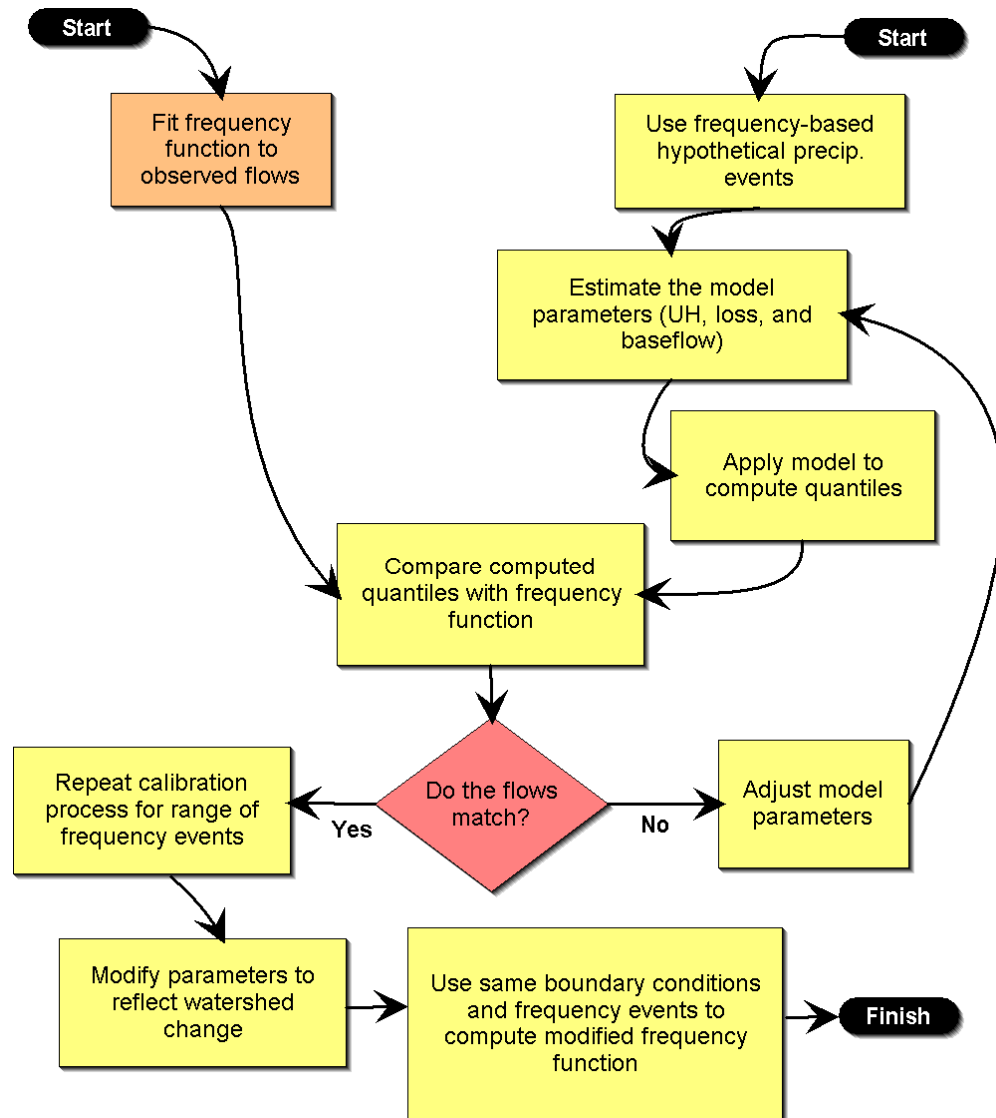 Start
Start
Fit frequency
function to
observed flows
Use frequency-based
hypothetical precip.
events
Estimate the model
parameters (UH, loss, and
baseflow)
Apply model to
compute quantiles
Compare computed
quantiles with frequency
function
Do the flows
match?
Yes
No
Repeat calibration
process for range of
frequency events
Adjust model
parameters
Modify parameters to
reflect watershed
change
Use same boundary conditions
and frequency events to
compute modified frequency
function
Finish